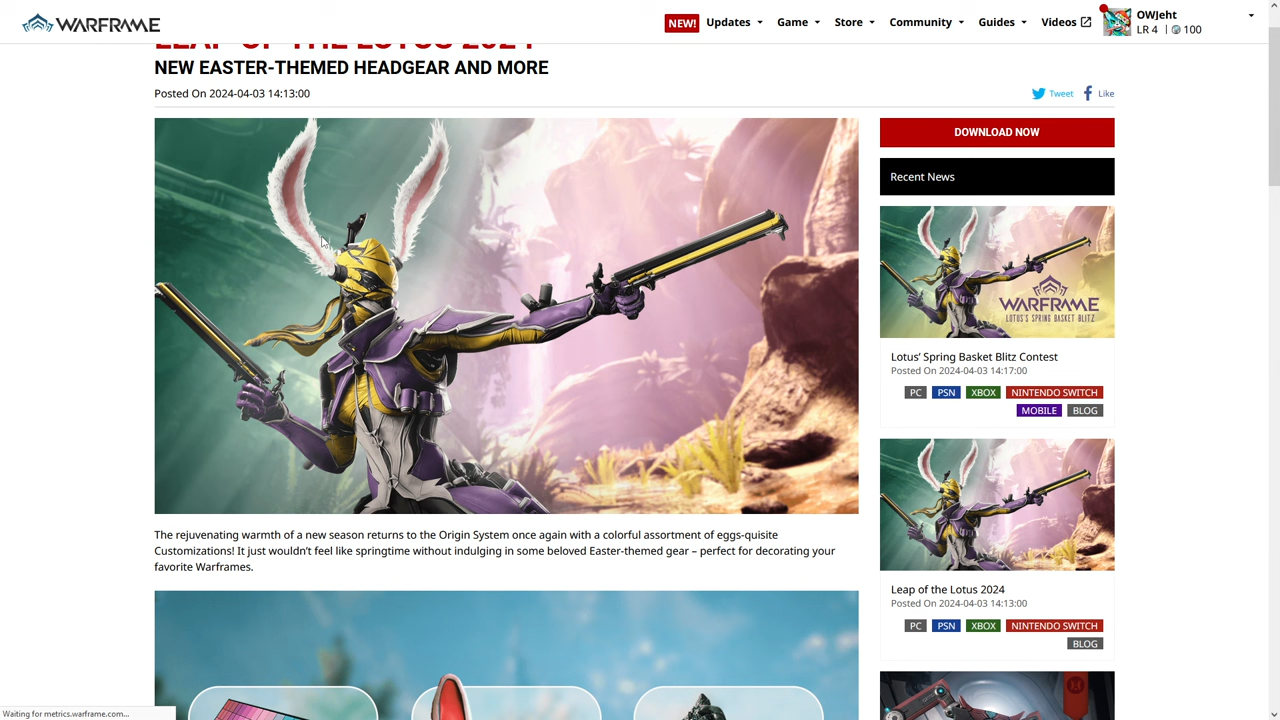 WARFRAME
NEW!
Updates
Game
Store
Community
Guides
Videos
OWJeht
LR 4 | 100
LEAP OF THE LOTUS 2024
NEW EASTER-THEMED HEADGEAR AND MORE
Posted On 2024-04-03 14:13:00
Tweet
Like
The rejuvenating warmth of a new season returns to the Origin System once again with a colorful assortment of eggs-quisite
Customizations! It just wouldn't feel like springtime without indulging in some beloved Easter-themed gear – perfect for decorating your
favorite Warframes.
DOWNLOAD NOW
Recent News
WARFRAME
LOTUS'S SPRING BASKET BLITZ
Lotus' Spring Basket Blitz Contest
Posted On 2024-04-03 14:17:00
PC PSN XBOX NINTENDO SWITCH
MOBILE BLOG
Leap of the Lotus 2024
Posted On 2024-04-03 14:13:00
PC PSN XBOX NINTENDO SWITCH
BLOG
Waiting for metrics.warframe.com...